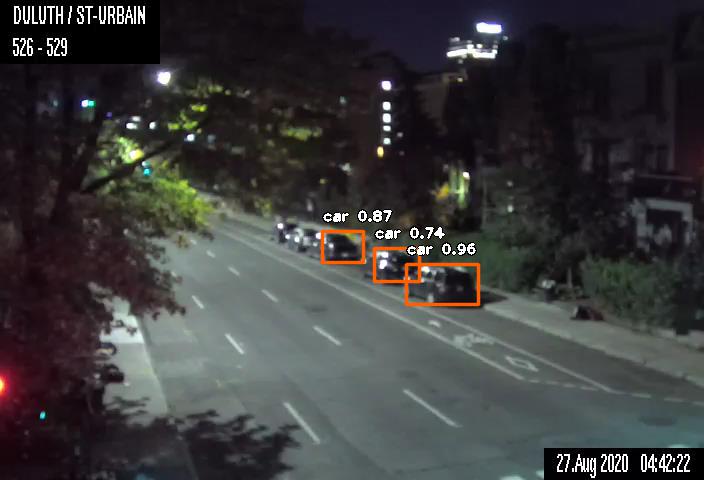 DULUTH / ST-URBAIN
526 - 529
car 0.87
car 0.74
car 0.96
27.Aug 2020 04:42:22